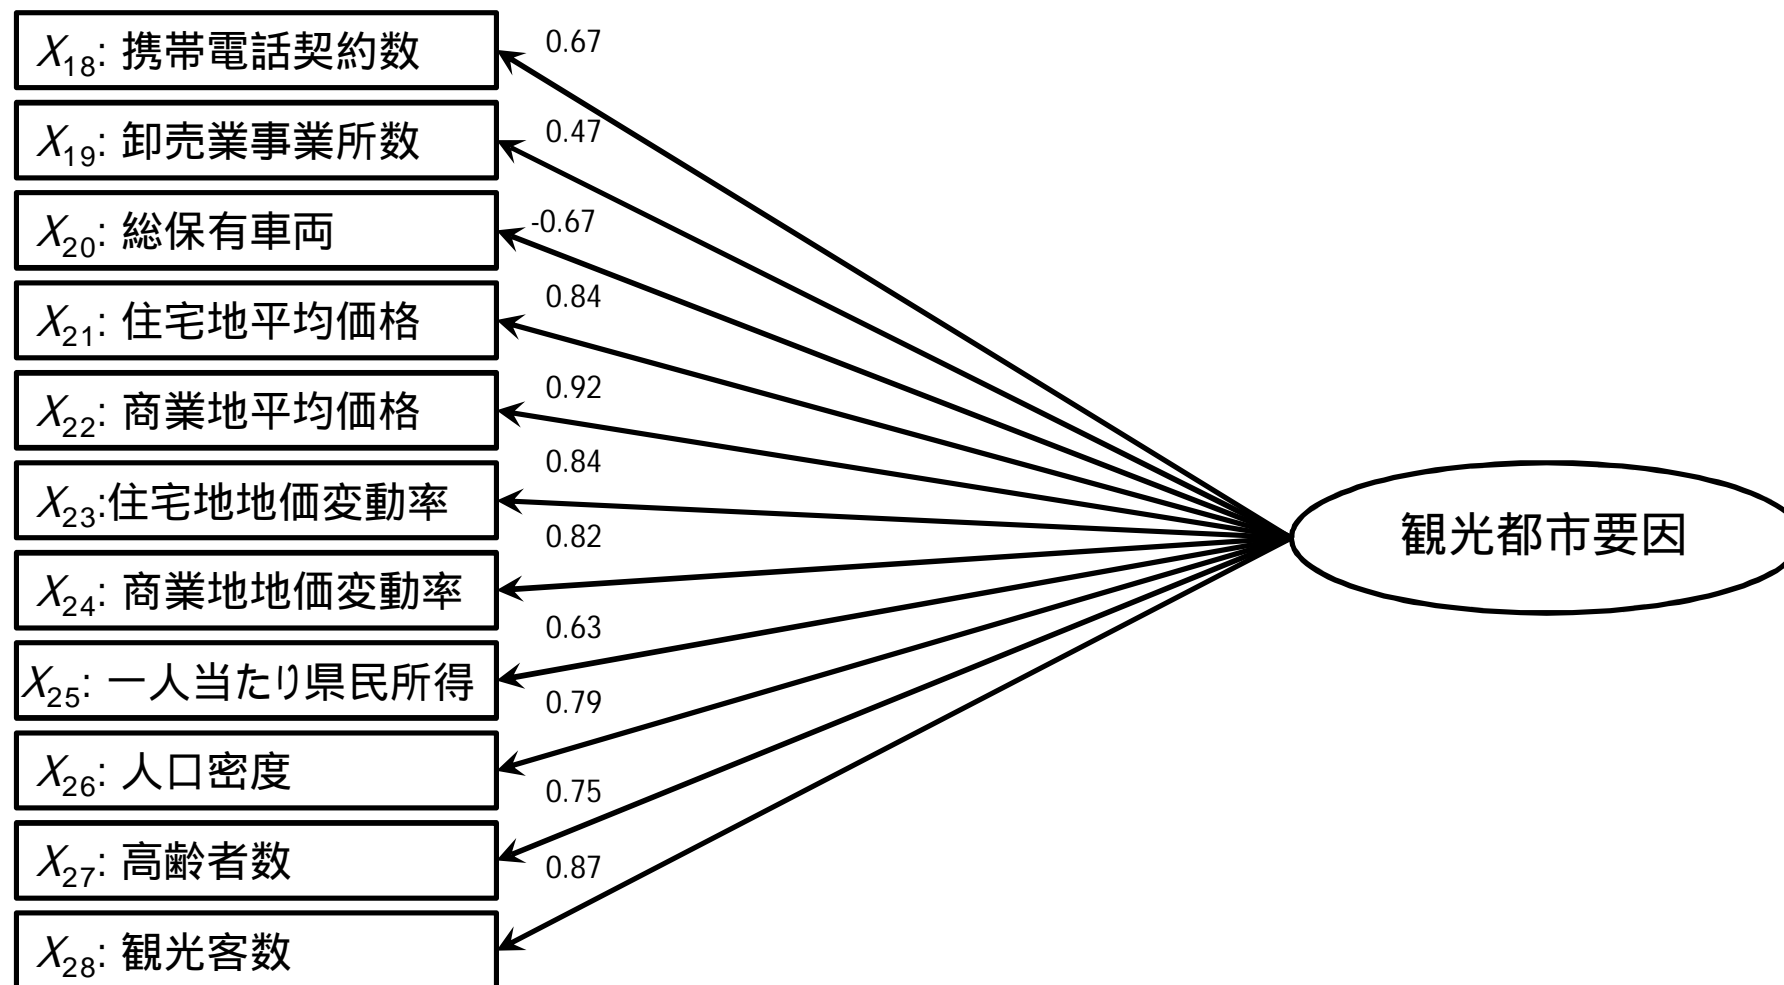 X18: 携帯電話契約数
0.67
X19: 卸売業事業所数
0.47
X20: 総保有車両
-0.67
X21: 住宅地平均価格
0.84
X22: 商業地平均価格
0.92
X23:住宅地地価変動率
0.84
X24: 商業地地価変動率
0.82
X25: 一人当たり県民所得
0.63
X26: 人口密度
0.79
X27: 高齢者数
0.75
X28: 観光客数
0.87
観光都市要因